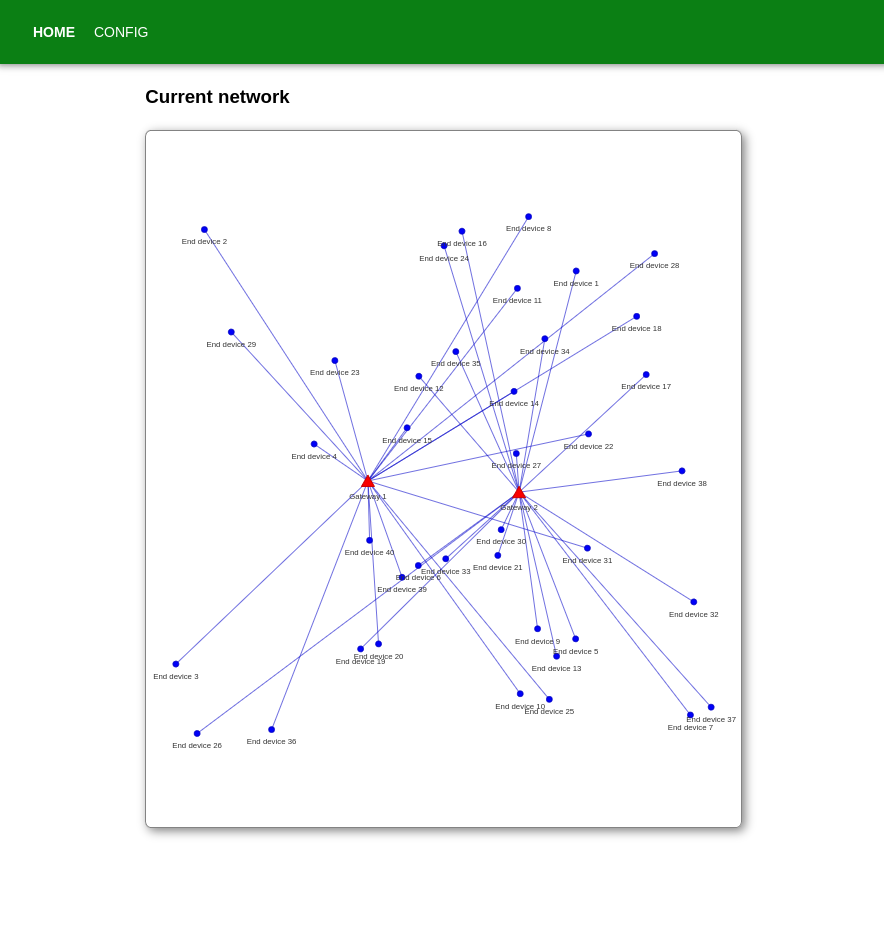 HOME CONFIG
Current network
End device 8
End device 2
End device 16
End device 24
End device 28
End device 1
End device 11
End device 18
End device 29
End device 34
End device 35
End device 23
End device 17
End device 12
End device 14
End device 15
End device 22
End device 4
End device 27
End device 38
Gateway 1
Gateway 2
End device 30
End device 40
End device 31
End device 21
End device 33
End device 6
End device 39
End device 32
End device 9
End device 5
End device 20
End device 19
End device 13
End device 3
End device 10
End device 25
End device 37
End device 7
End device 36
End device 26